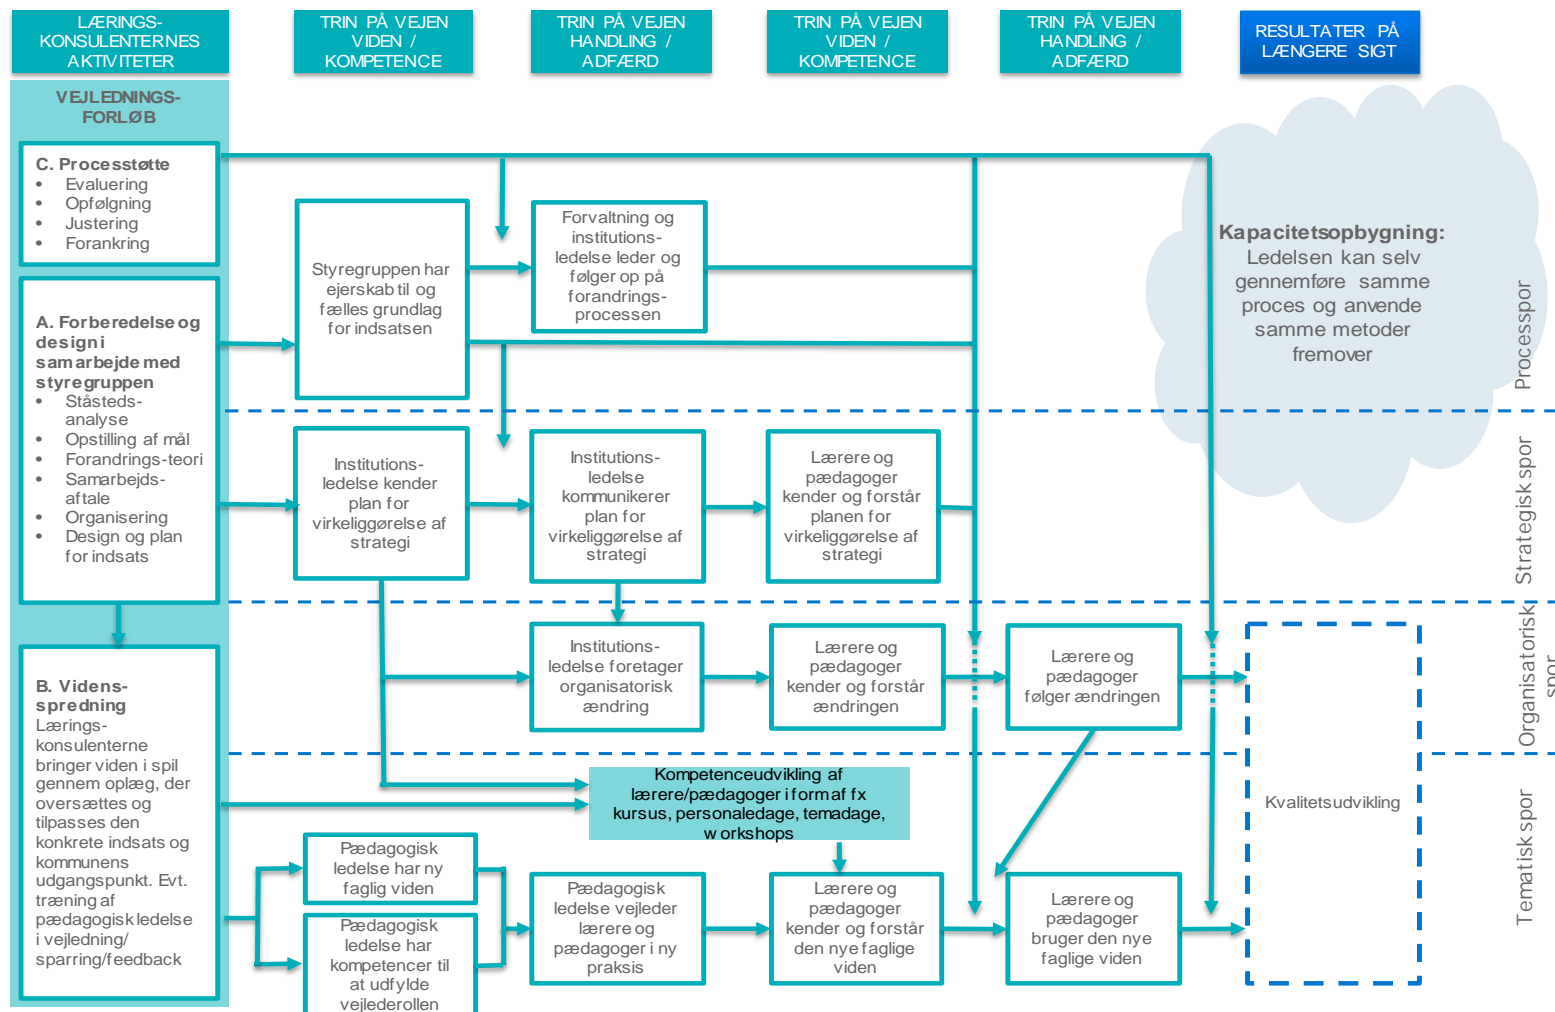 LÆRINGS-
KONSULENTERNES
AKTIVITETER
TRIN PÅ VEJEN
VIDEN /
KOMPETENCE
TRIN PÅ VEJEN
HANDLING /
ADFÆRD
TRIN PÅ VEJEN
VIDEN /
KOMPETENCE
TRIN PÅ VEJEN
HANDLING /
ADFÆRD
RESULTATER PÅ
LÆNGERE SIGT
VEJLEDNINGS-
FORLØB
C. Processtøtte
• Evaluering
• Opfølgning
• Justering
• Forankring
Styregruppen har
ejerskab til og
fælles grundlag
for indsatsen
Forvaltning og
institutions-
ledelse leder og
følger op på
forandrings-
processen
Kapacitetsopbygning:
Ledelsen kan selv
gennemføre samme
proces og anvende
samme metoder
fremover
Processpor
A. Forberedelse og
design i
samarbejde med
styregruppen
• Ståsteds-
analyse
• Opstilling af mål
• Forandrings-teori
• Samarbejds-
aftale
• Organisering
• Design og plan
for indsats
Institutions-
ledelse kender
plan for
virkeliggørelse af
strategi
Institutions-
ledelse
kommunikerer
plan for
virkeliggørelse af
strategi
Lærere og
pædagoger
kender og forstår
planen for
virkeliggørelse af
strategi
Strategisk spor
Institutions-
ledelse foretager
organisatorisk
ændring
Lærere og
pædagoger
kender og forstår
ændringen
Lærere og
pædagoger
følger ændringen
Organisatorisk
spor
B. Videns-
spredning
Lærings-
konsulenterne
bringer viden i spil
gennem oplæg, der
oversættes og
tilpasses den
konkrete indsats og
kommunens
udgangspunkt. Evt.
træning af
pædagogisk ledelse
i vejledning/
sparring/feedback
Kompetenceudvikling af
lærere/pædagoger i form af fx
kursus, personaledage, temadage,
workshops
Kvalitetsudvikling
Pædagogisk
ledelse har ny
faglig viden
Pædagogisk
ledelse har
kompetencer til
at udfylde
vejlederollen
Pædagogisk
ledelse vejleder
lærere og
pædagoger i ny
praksis
Lærere og
pædagoger
kender og forstår
den nye faglige
viden
Lærere og
pædagoger
bruger den nye
faglige viden
Tematisk spor